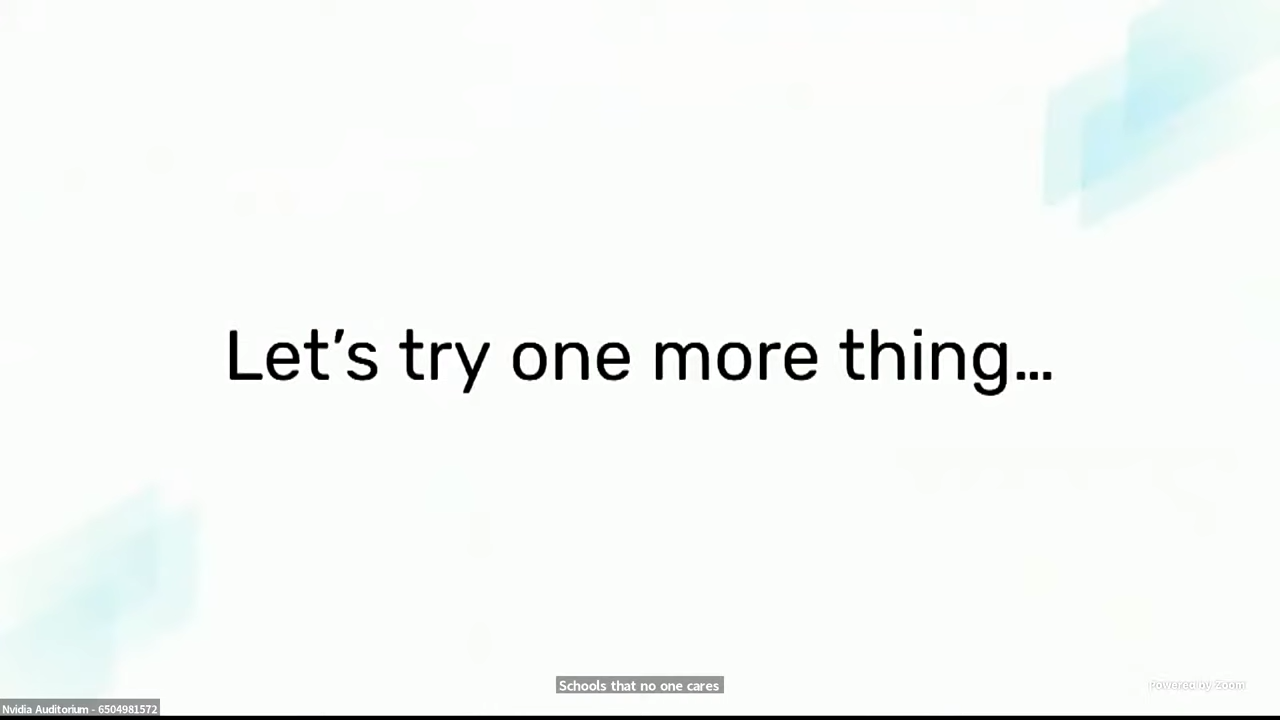 Let’s try one more thing...
Schools that no one cares
Powered by Zoom
Nvidia Auditorium - 6504981572